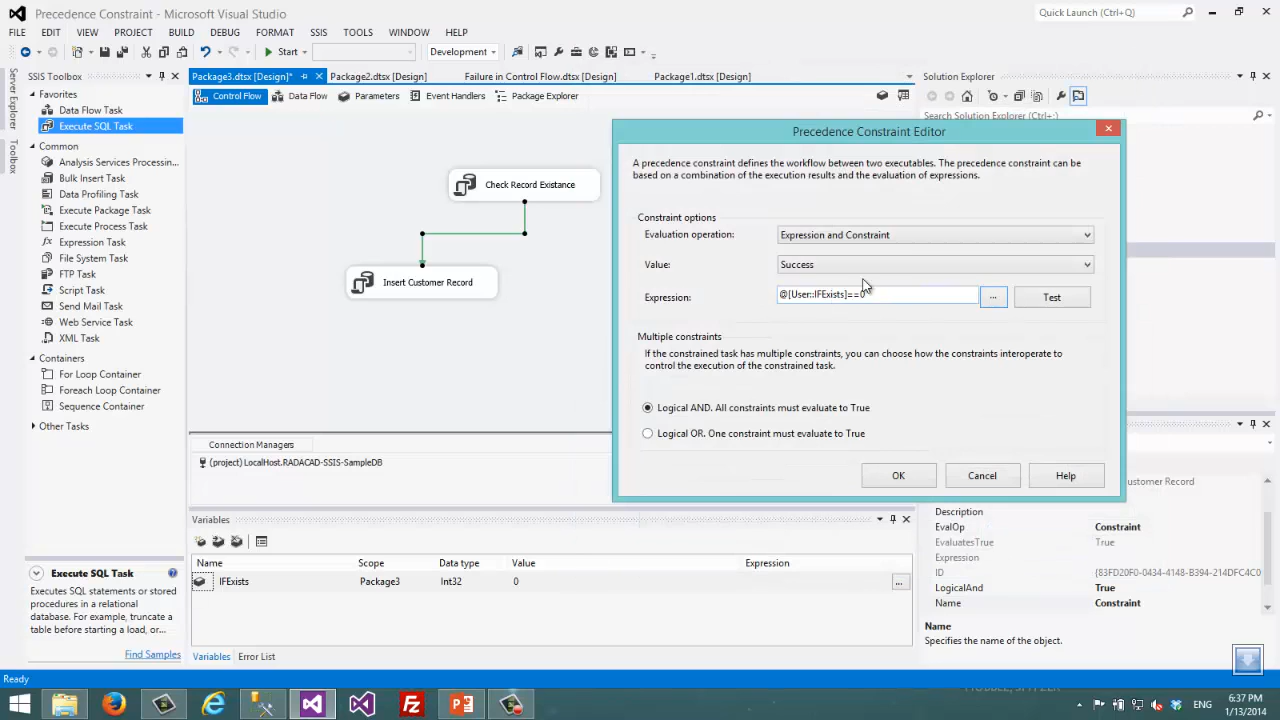 Precedence Constraint - Microsoft Visual Studio
Quick Launch (Ctrl+Q)
FILE EDIT VIEW PROJECT BUILD DEBUG FORMAT SSIS TOOLS WINDOW HELP
Start Development
Server Explorer
Toolbox
SSIS Toolbox
Favorites
Data Flow Task
Execute SQL Task
Common
Analysis Services Processin...
Bulk Insert Task
Data Profiling Task
Execute Package Task
Execute Process Task
Expression Task
File System Task
FTP Task
Script Task
Send Mail Task
Web Service Task
XML Task
Containers
For Loop Container
Foreach Loop Container
Sequence Container
Other Tasks
Execute SQL Task
Executes SQL statements or stored
procedures in a relational
database. For example, truncate a
table before starting a load, or...
Find Samples
Package3.dtsx [Design]* Package2.dtsx [Design] Failure in Control Flow.dtsx [Design] Package1.dtsx [Design]
Control Flow Data Flow Parameters Event Handlers Package Explorer
Check Record Existance
Insert Customer Record
Connection Managers
(project) LocalHost.RADACAD-SSIS-SampleDB
Variables
Name Scope Data type Value Expression
IFExists Package3 Int32 0 ...
Variables Error List
Precedence Constraint Editor
A precedence constraint defines the workflow between two executables. The precedence constraint can be
based on a combination of the execution results and the evaluation of expressions.
Constraint options
Evaluation operation: Expression and Constraint
Value: Success
Expression: @[User::IFExists]==0 ... Test
Multiple constraints
If the constrained task has multiple constraints, you can choose how the constraints interoperate to
control the execution of the constrained task.
Logical AND. All constraints must evaluate to True
Logical OR. One constraint must evaluate to True
OK Cancel Help
Solution Explorer
Search Solution Explorer (Ctrl+;)
Customer Record
Description
EvalOp Constraint
EvaluatesTrue True
Expression
ID {83FD20F0-0434-4148-B394-214DFC4C0
LogicalAnd True
Name Constraint
Name
Specifies the name of the object.
Ready
ENG
6:37 PM
1/13/2014